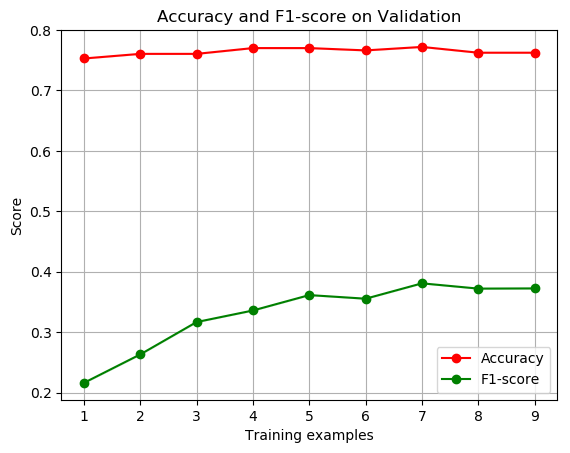 Accuracy and F1-score on Validation
0.8
0.7
0.6
0.5
0.4
0.3
0.2
Score
Accuracy
F1-score
1 2 3 4 5 6 7 8 9
Training examples